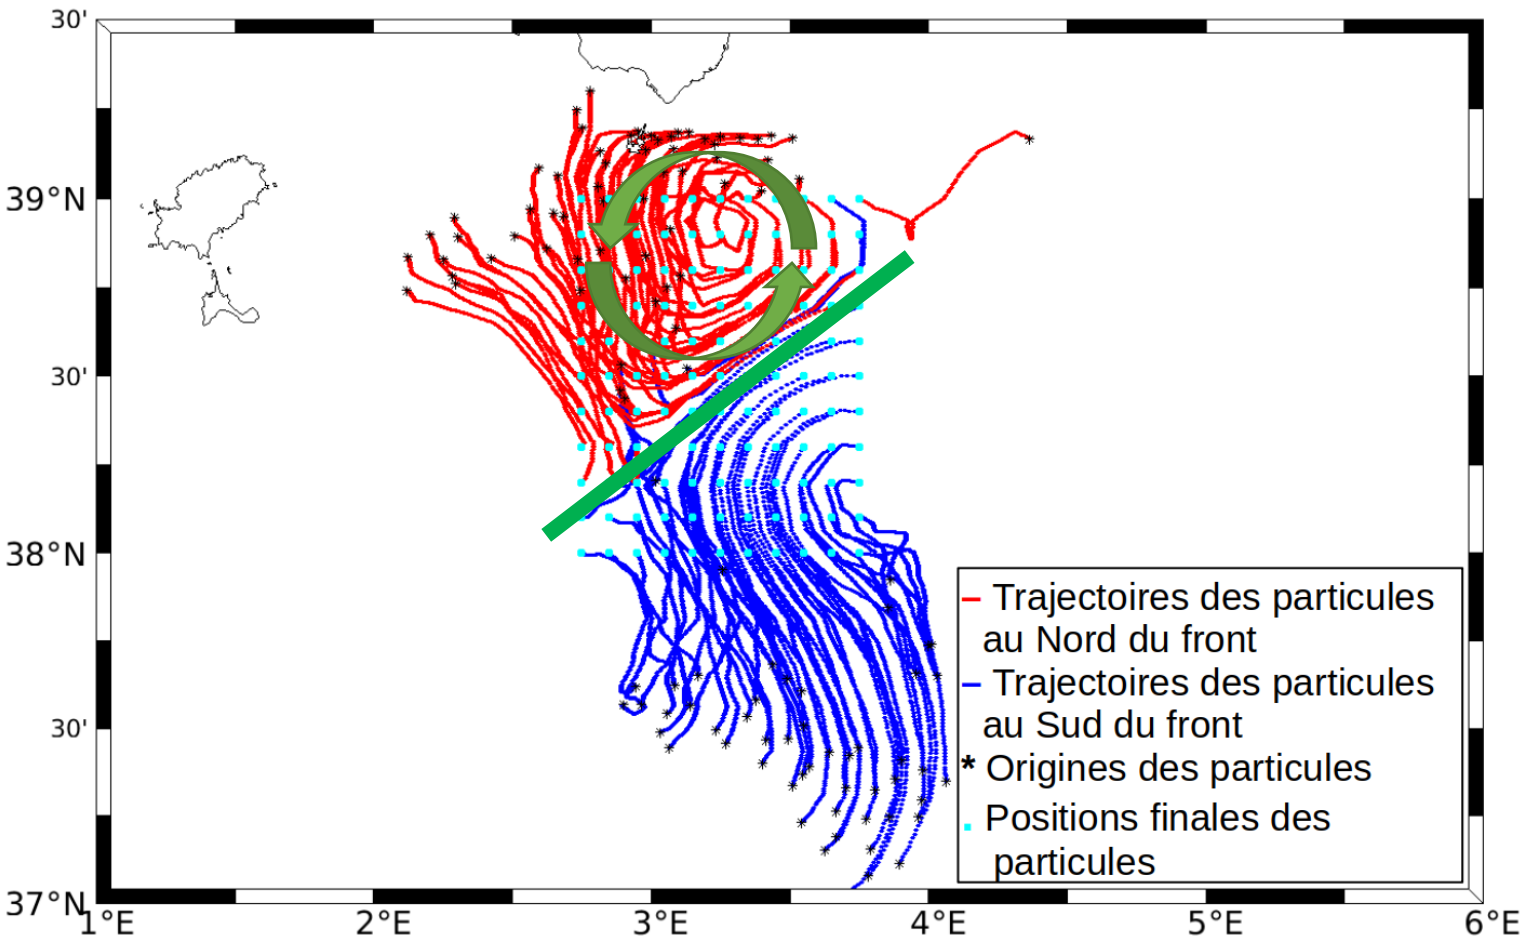 30'
39°N
30'
38°N
30'
37°N
1°E
2°E
3°E
4°E
5°E
6°E
– Trajectoires des particules
au Nord du front
– Trajectoires des particules
au Sud du front
* Origines des particules
Positions finales des
particules